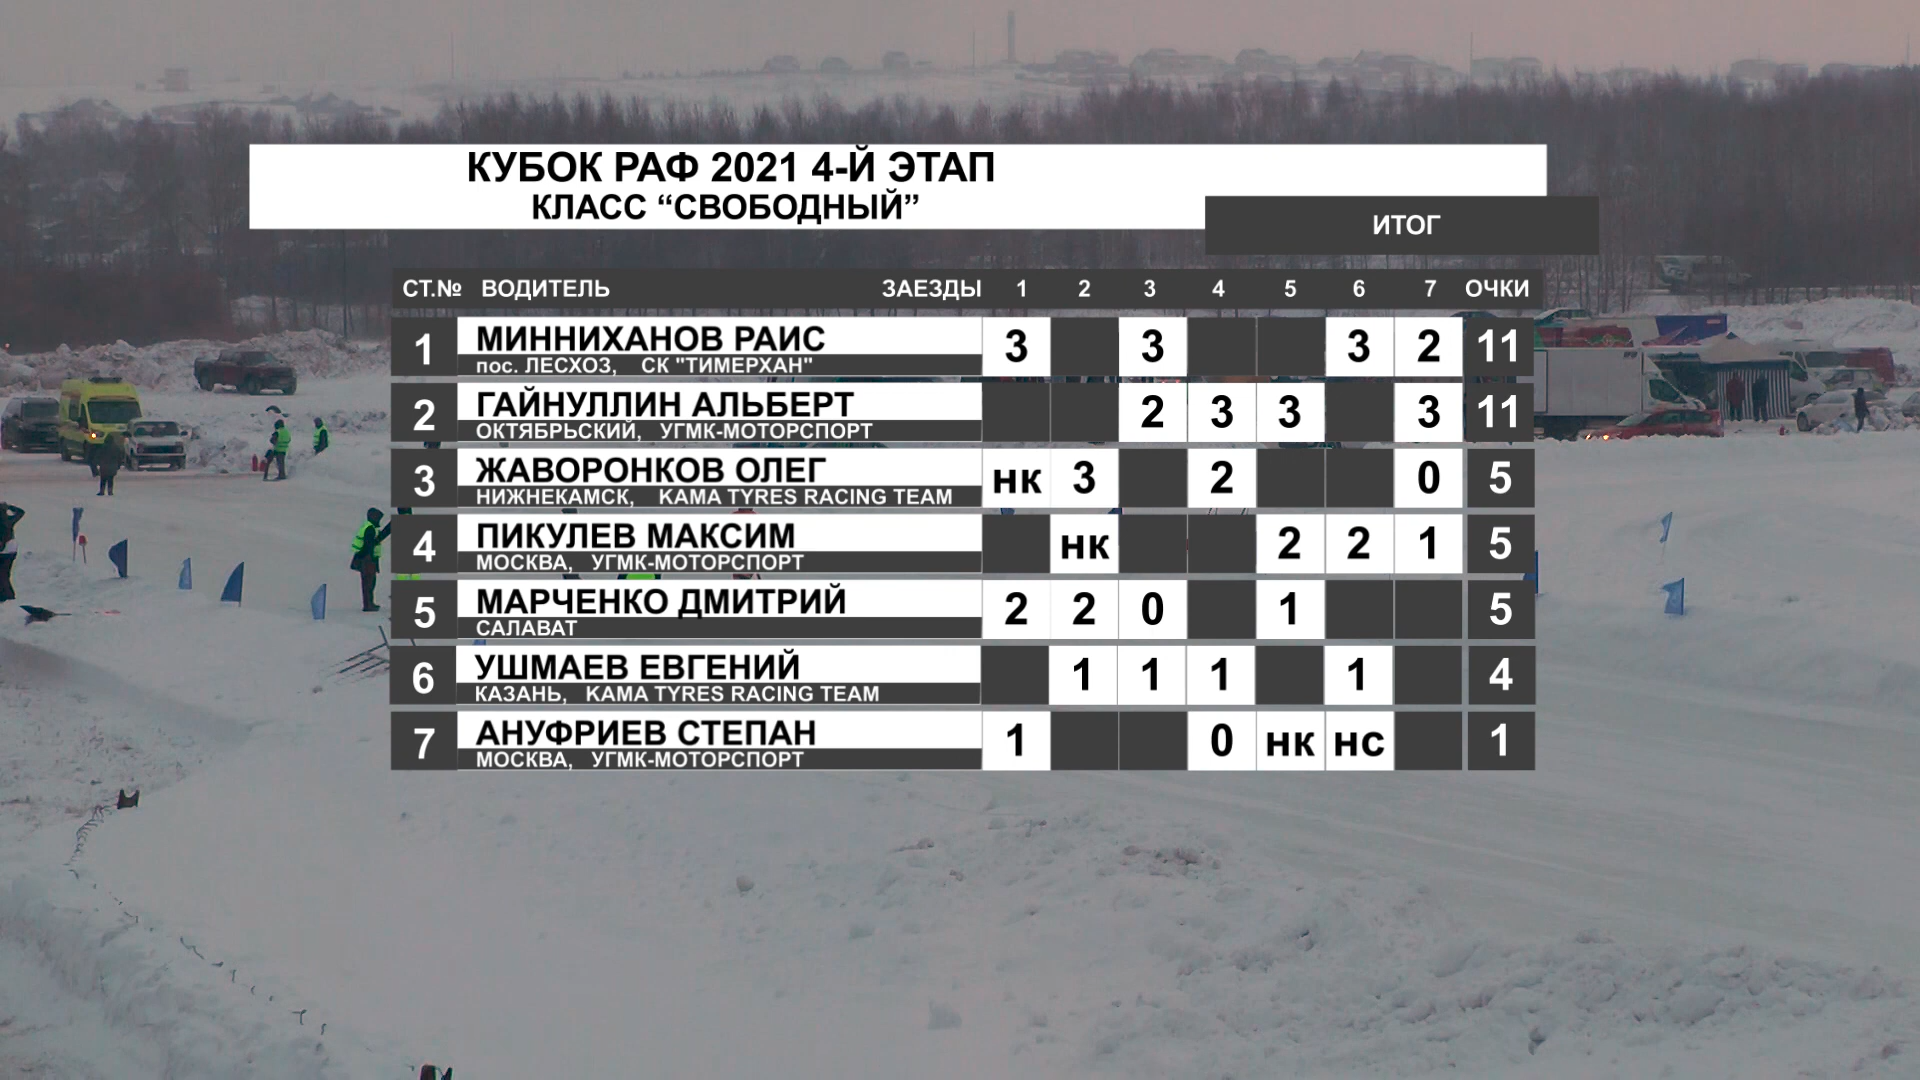 КУБОК РАФ 2021 4-Й ЭТАП
КЛАСС “СВОБОДНЫЙ”
ИТОГ
СТ.№ ВОДИТЕЛЬ ЗАЕЗДЫ 1 2 3 4 5 6 7 ОЧКИ
1 МИННИХАНОВ РАИС 3 3 3 2 11
пос. ЛЕСХОЗ, СК "ТИМЕРХАН"
2 ГАЙНУЛЛИН АЛЬБЕРТ 2 3 3 3 11
ОКТЯБРЬСКИЙ, УГМК-МОТОРСПОРТ
3 ЖАВОРОНКОВ ОЛЕГ нк 3 2 0 5
НИЖНЕКАМСК, KAMA TYRES RACING TEAM
4 ПИКУЛЕВ МАКСИМ нк 2 2 1 5
МОСКВА, УГМК-МОТОРСПОРТ
5 МАРЧЕНКО ДМИТРИЙ 2 2 0 1 5
САЛАВАТ
6 УШМАЕВ ЕВГЕНИЙ 1 1 1 1 4
КАЗАНЬ, KAMA TYRES RACING TEAM
7 АНУФРИЕВ СТЕПАН 1 0 нк нс 1
МОСКВА, УГМК-МОТОРСПОРТ